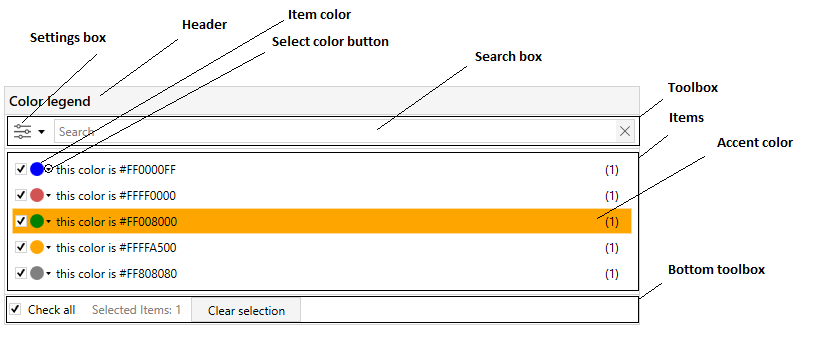 Item color
Header
Settings box
Select color button
Search box
Toolbox
Color legend
Items
Search
Accent color
this color is #FF0000FF (1)
this color is #FFFF0000 (1)
this color is #FF008000 (1)
this color is #FFFFA500 (1)
this color is #FF808080 (1)
Bottom toolbox
Check all Selected Items: 1 Clear selection